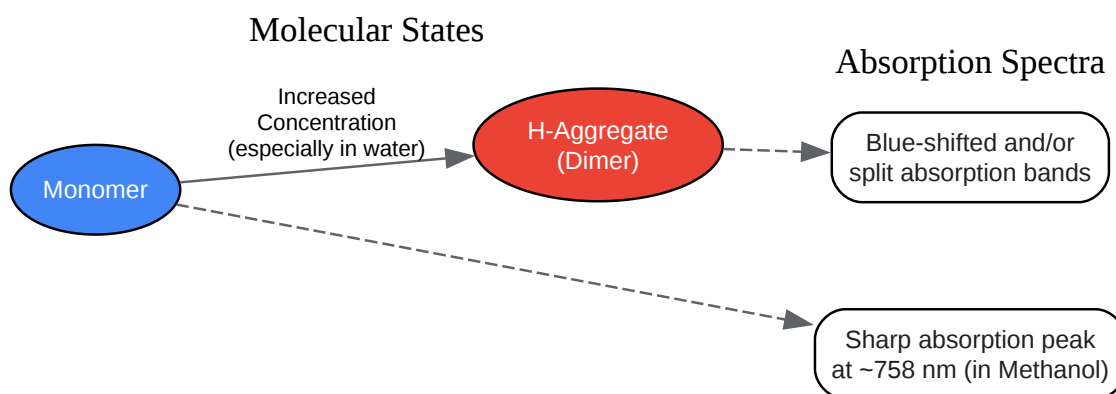 Molecular States
Absorption Spectra
Increased
Concentration
(especially in water)
Monomer
H-Aggregate
(Dimer)
Blue-shifted and/or
split absorption bands
Sharp absorption peak
at ~758 nm (in Methanol)